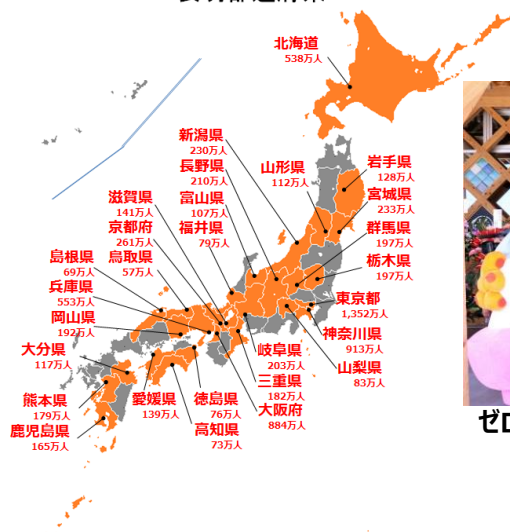 北海道
538万人
新潟県
230万人
長野県
210万人
山形県
112万人
岩手県
128万人
滋賀県
141万人
富山県
107万人
宮城県
233万人
京都府
261万人
福井県
79万人
群馬県
197万人
島根県
69万人
鳥取県
57万人
栃木県
197万人
兵庫県
553万人
東京都
1,352万人
岡山県
192万人
神奈川県
913万人
大分県
117万人
岐阜県
203万人
山梨県
83万人
三重県
182万人
熊本県
179万人
愛媛県
139万人
徳島県
76万人
大阪府
884万人
鹿児島県
165万人
高知県
73万人
ゼロ